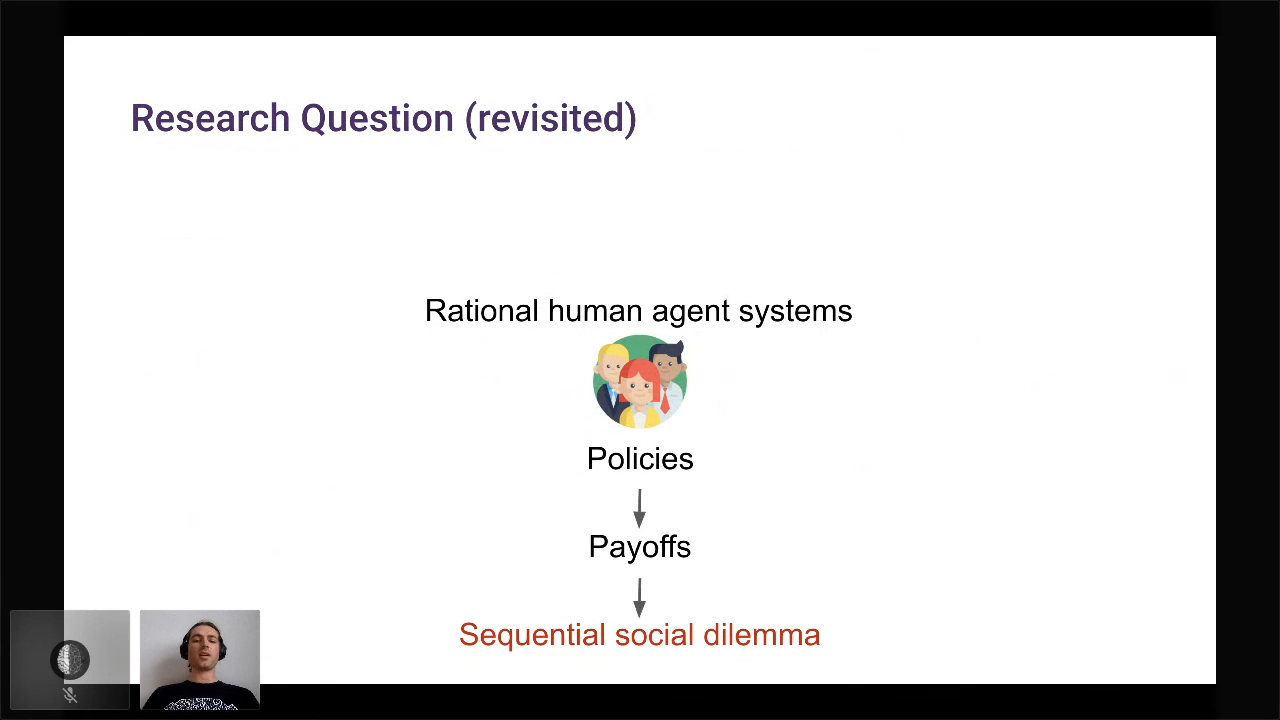 Research Question (revisited)
Rational human agent systems
Policies
Payoffs
Sequential social dilemma